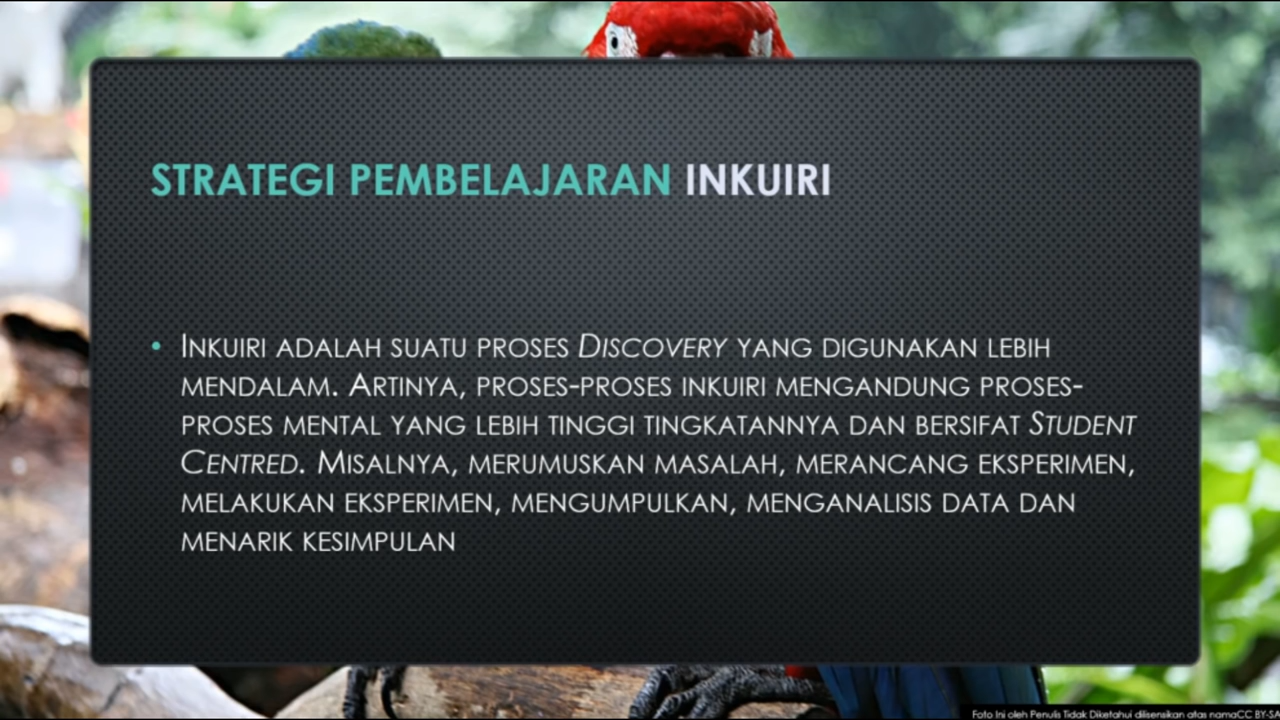 STRATEGI PEMBELAJARAN INKUIRI
• INKUIRI ADALAH SUATU PROSES DISCOVERY YANG DIGUNAKAN LEBIH
MENDALAM. ARTINYA, PROSES-PROSES INKUIRI MENGANDUNG PROSES-
PROSES MENTAL YANG LEBIH TINGGI TINGKATANNYA DAN BERSIFAT STUDENT
CENTRED. MISALNYA, MERUMUSKAN MASALAH, MERANCANG EKSPERIMEN,
MELAKUKAN EKSPERIMEN, MENGUMPULKAN, MENGANALISIS DATA DAN
MENARIK KESIMPULAN
Foto Ini oleh Penulis Tidak Diketahui dilisensikan atas namaCC BY-SA